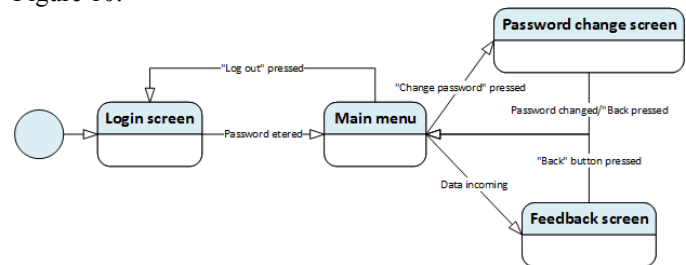 Figure 10.
Password change screen
"Log out" pressed
"Change password" pressed
Login screen
Main menu
Password changed/"Back pressed
Password etered
"Back" button pressed
Data incoming
Feedback screen